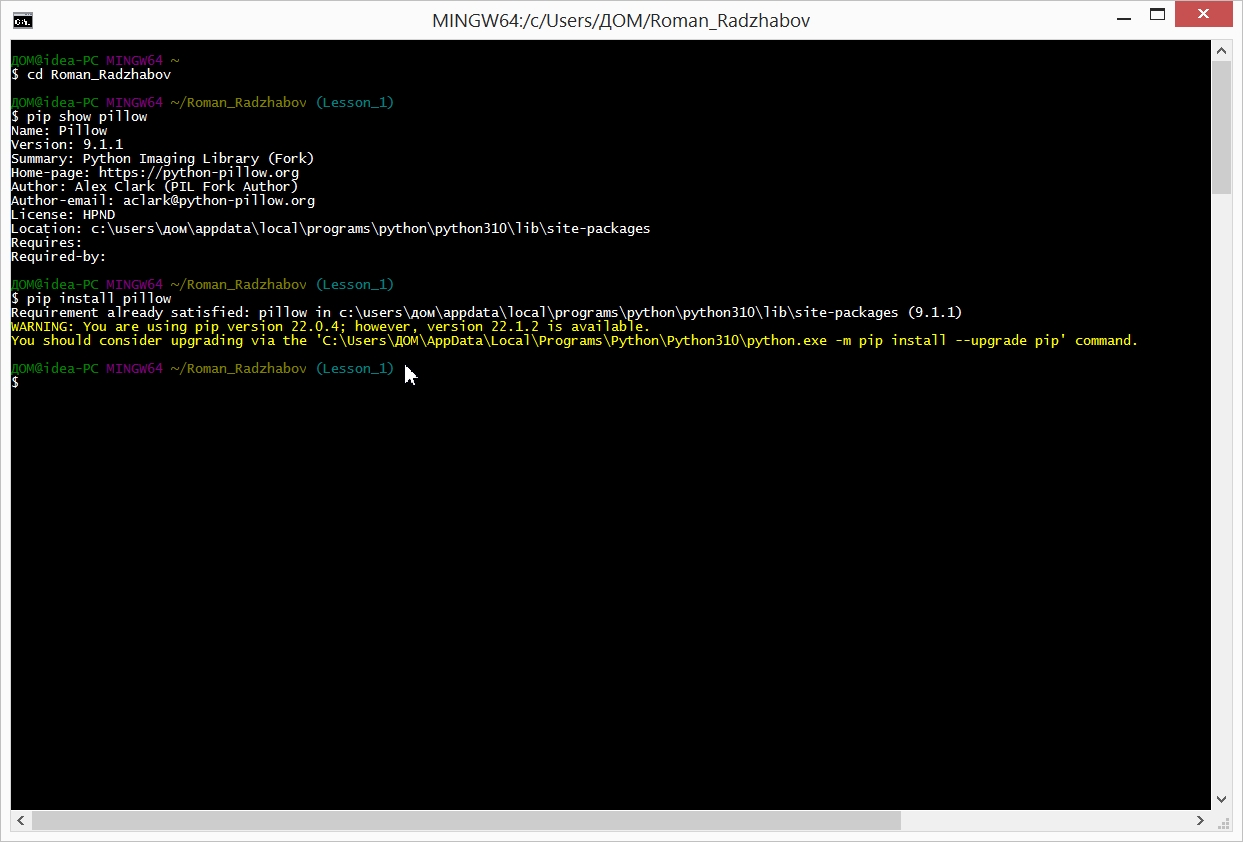 MINGW64:/c/Users/ДОМ/Roman_Radzhabov
ДОМ@idea-PC MINGW64 ~
$ cd Roman_Radzhabov
ДОМ@idea-PC MINGW64 ~/Roman_Radzhabov (Lesson_1)
$ pip show pillow
Name: Pillow
Version: 9.1.1
Summary: Python Imaging Library (Fork)
Home-page: https://python-pillow.org
Author: Alex Clark (PIL Fork Author)
Author-email: aclark@python-pillow.org
License: HPND
Location: c:\users\дом\appdata\local\programs\python\python310\lib\site-packages
Requires:
Required-by:
ДОМ@idea-PC MINGW64 ~/Roman_Radzhabov (Lesson_1)
$ pip install pillow
Requirement already satisfied: pillow in c:\users\дом\appdata\local\programs\python\python310\lib\site-packages (9.1.1)
WARNING: You are using pip version 22.0.4; however, version 22.1.2 is available.
You should consider upgrading via the 'C:\Users\ДОМ\AppData\Local\Programs\Python\Python310\python.exe -m pip install --upgrade pip' command.
ДОМ@idea-PC MINGW64 ~/Roman_Radzhabov (Lesson_1)
$